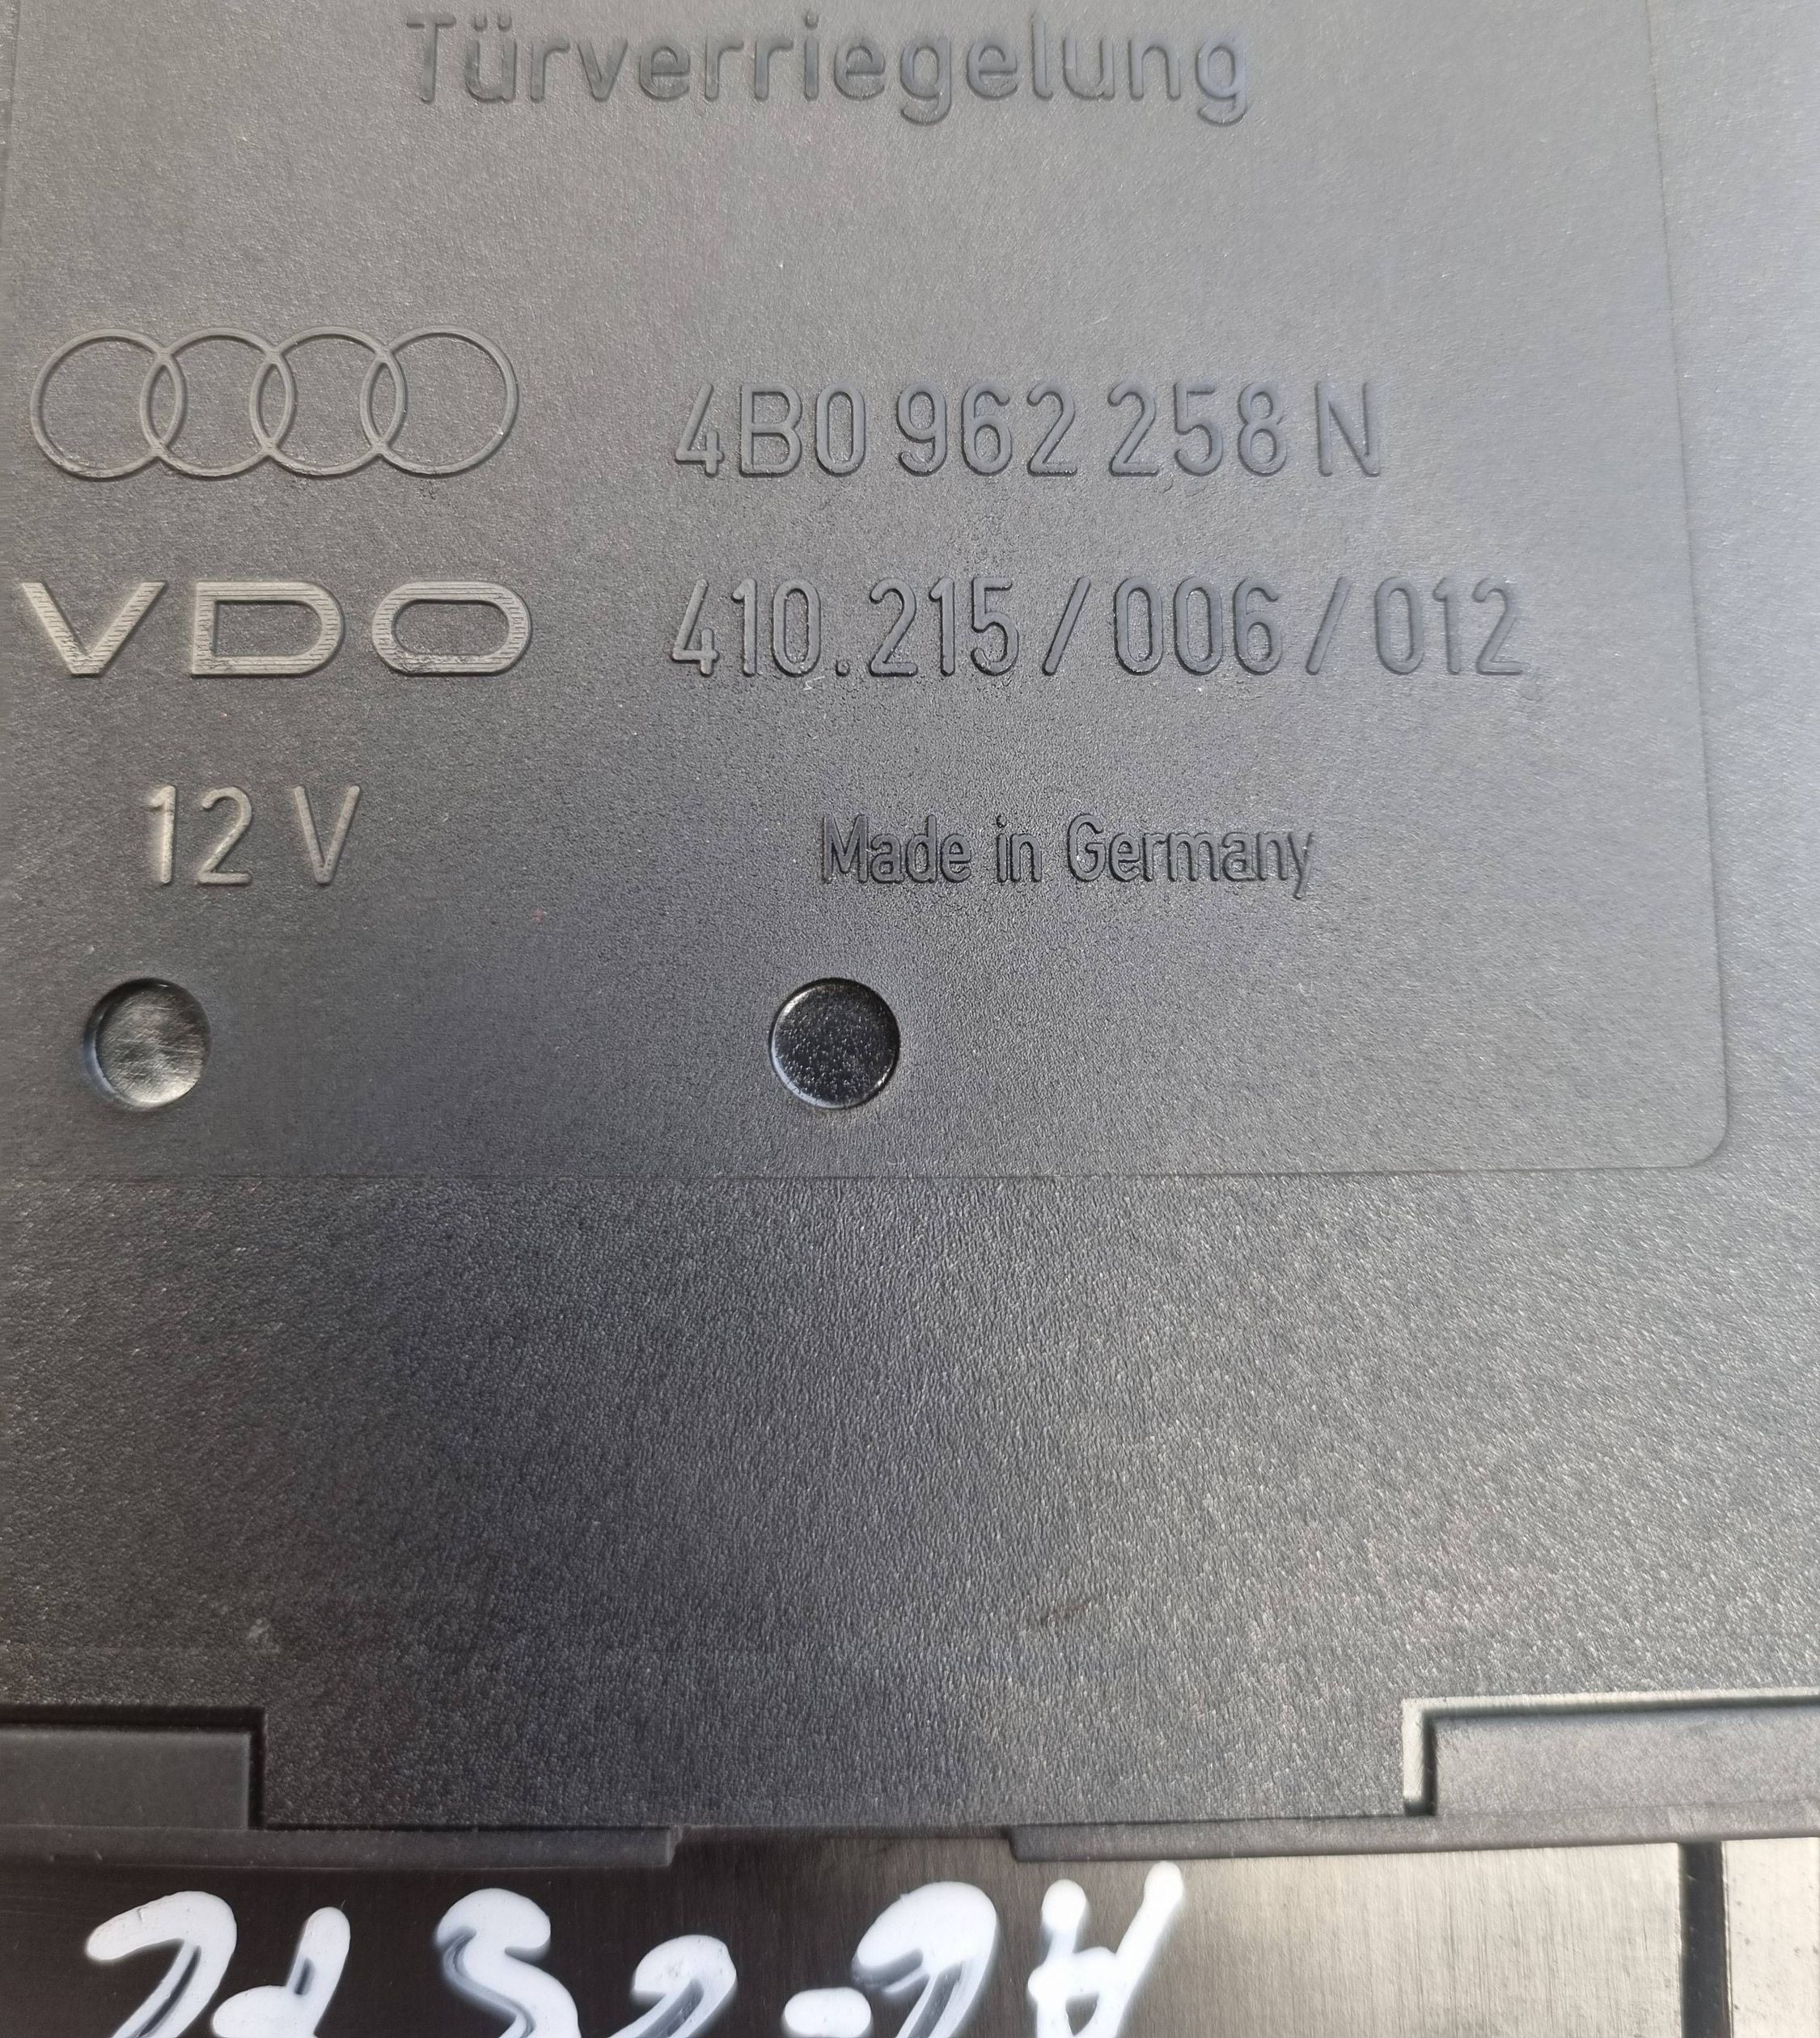 Türverriegelung
4B0 962 258 N
VDO 410.215/006/012
12 V
Made in Germany